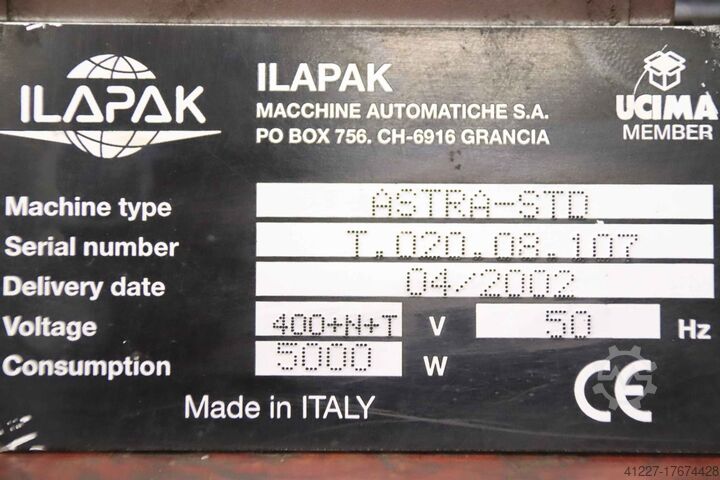 ILAPAK
ILAPAK
MACCHINE AUTOMATICHE S.A.
PO BOX 756. CH-6916 GRANCIA
UCIMA
MEMBER
Machine type ASTRA-STD
Serial number T.020.08.107
Delivery date 04/2002
Voltage 400+N+T V 50 Hz
Consumption 5000 W
Made in ITALY
CE
41227-17674428